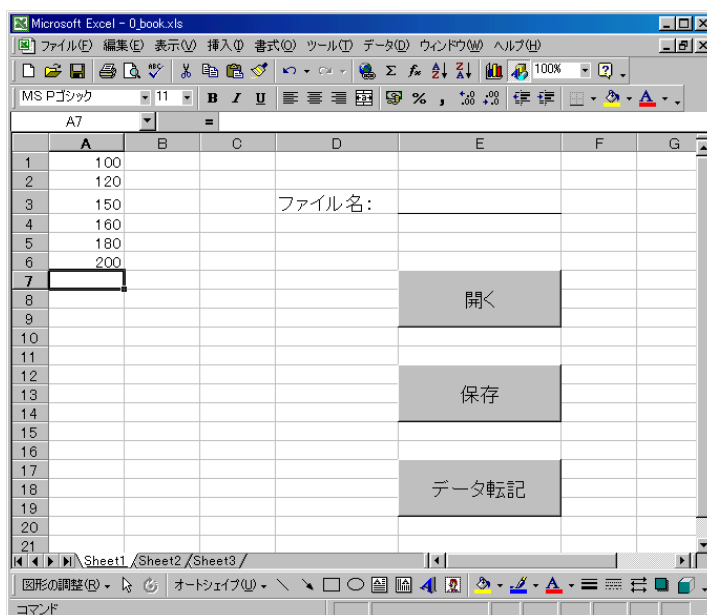 Microsoft Excel - 0_book.xls
ファイル(F) 編集(E) 表示(V) 挿入(I) 書式(O) ツール(T) データ(D) ウィンドウ(W) ヘルプ(H)
100%
MS Pゴシック 11 B I U
A7 =
A B C D E F G
1 100
2 120
3 150 ファイル名:
4 160
5 180
6 200
7
8 開く
9
10
11
12
13 保存
14
15
16
17
18 データ転記
19
20
21
Sheet1 Sheet2 Sheet3
図形の調整(R) オートシェイプ(U)
コマンド